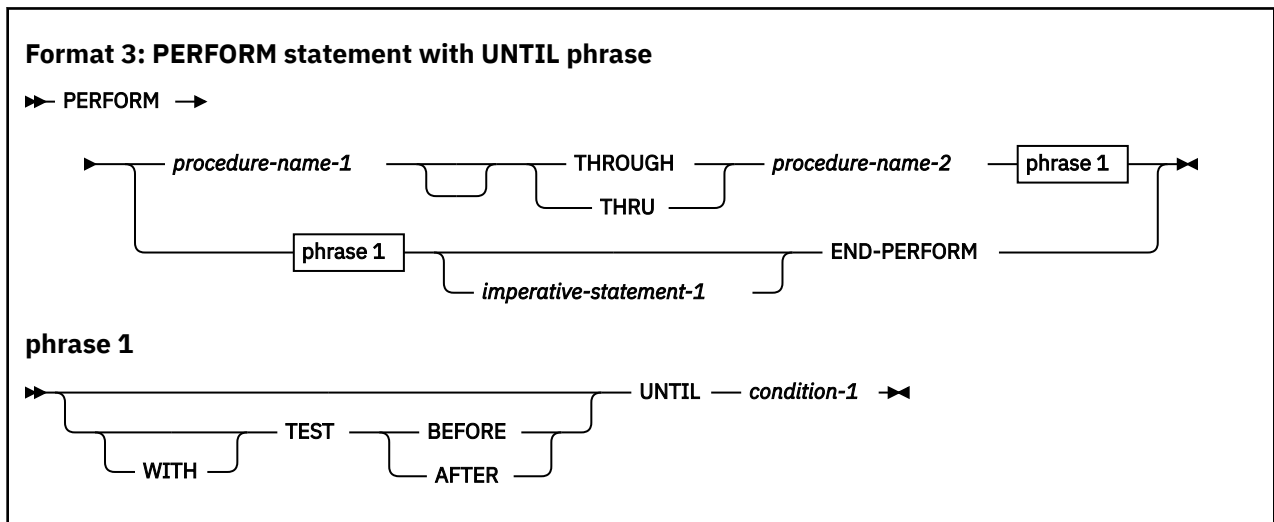 Format 3: PERFORM statement with UNTIL phrase
PERFORM
procedure-name-1 THROUGH procedure-name-2 phrase 1
THRU
phrase 1 END-PERFORM
imperative-statement-1
phrase 1
UNTIL condition-1
TEST BEFORE
WITH AFTER